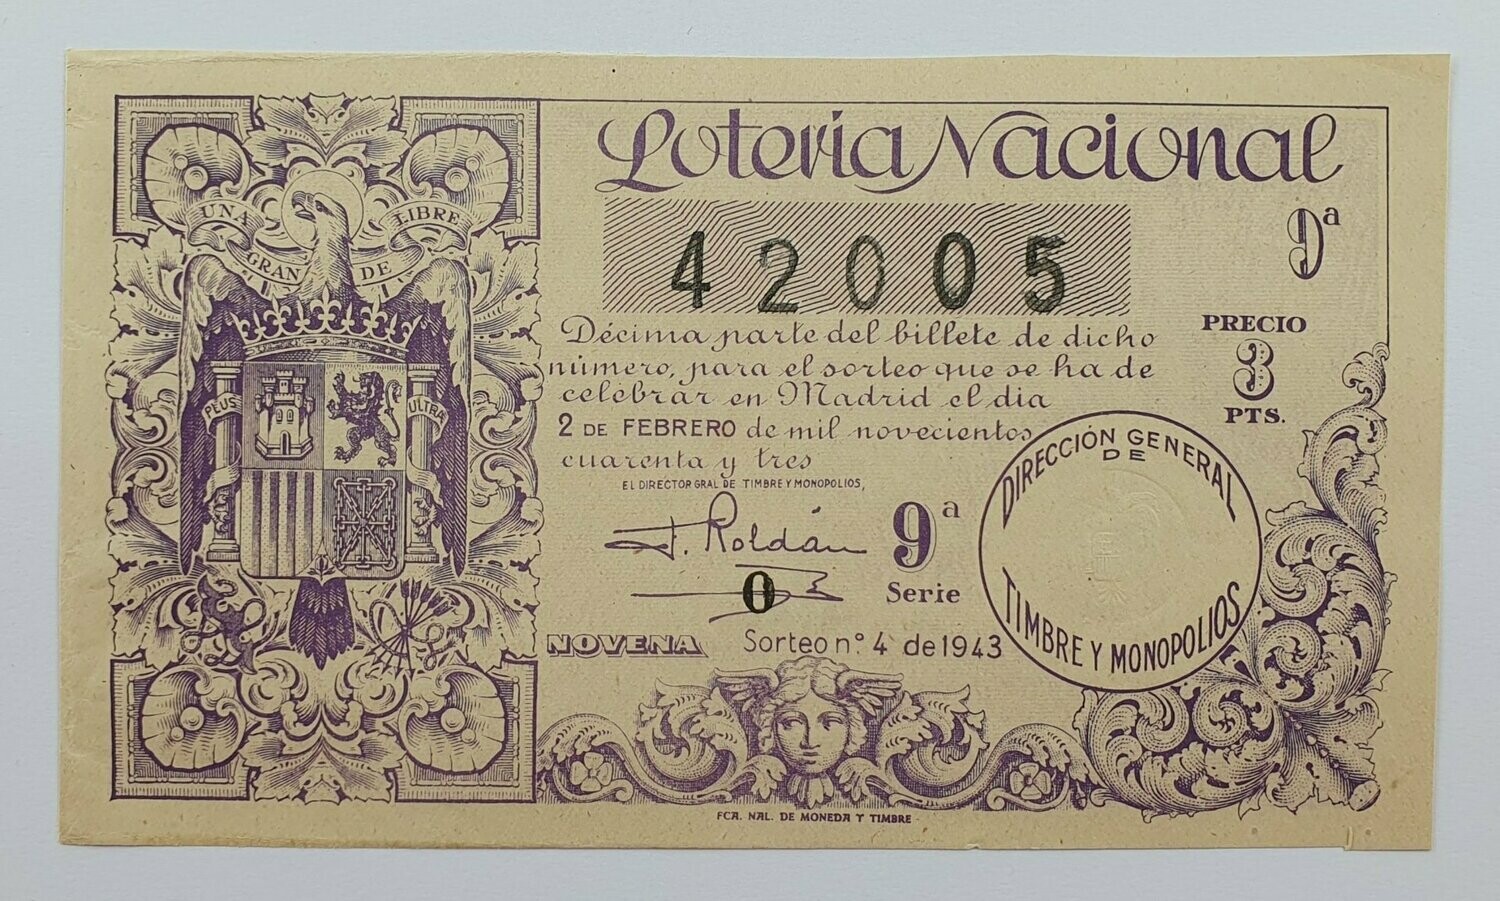 Lotería Nacional
UNA
GRAN DE
LIBRE
42005
9ª
PRECIO
3
PTS.
Décima parte del billete de dicho
número, para el sorteo que se ha de
celebrar en Madrid el dia
2 DE FEBRERO de mil novecientos
cuarenta y tres
EL DIRECTOR GRAL DE TIMBRE Y MONOPOLIOS,
F. Roldán
0
9ª
Serie
PLUS
ULTRA
DIRECCIÓN GENERAL
DE
TIMBRE Y MONOPOLIOS
NOVENA
Sorteo n.º 4 de 1943
FCA. NAL. DE MONEDA Y TIMBRE